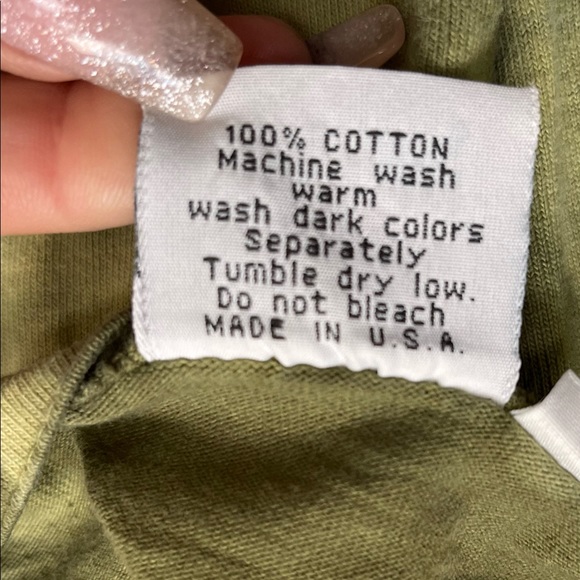 100% COTTON
Machine wash
warm
wash dark colors
Separately
Tumble dry low.
Do not bleach
MADE IN U.S.A.